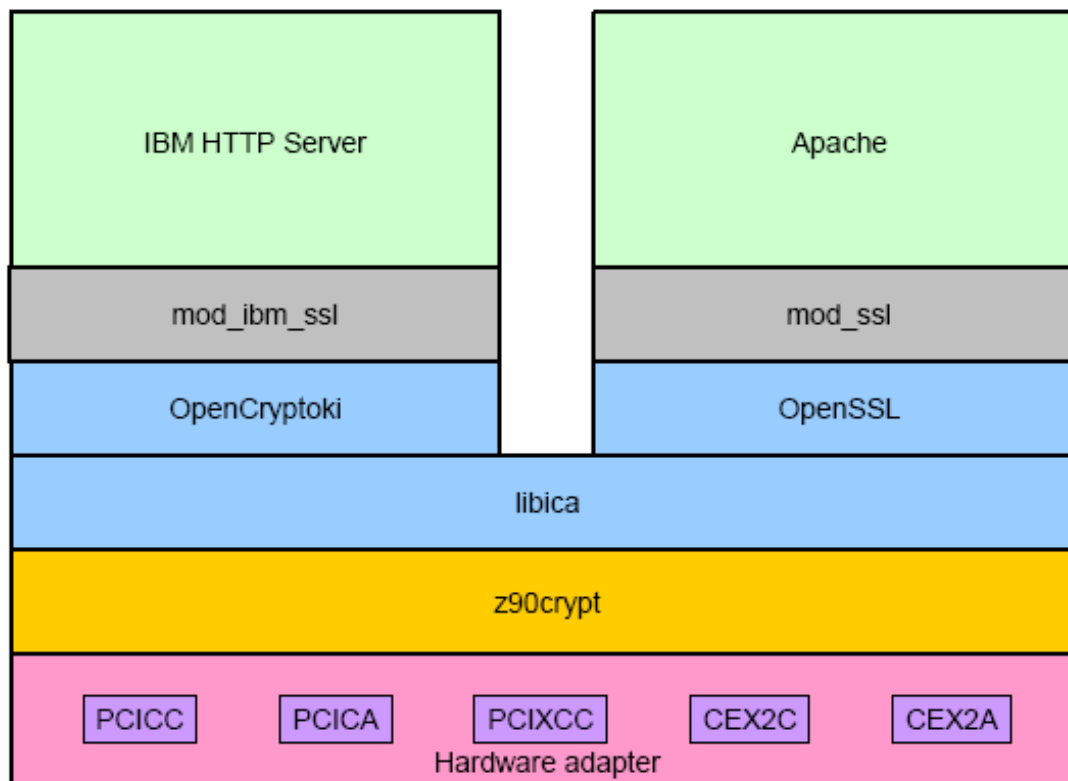 IBM HTTP Server
Apache
mod_ibm_ssl
mod_ssl
OpenCryptoki
OpenSSL
libica
z90crypt
PCICC
PCICA
PCIXCC
CEX2C
CEX2A
Hardware adapter